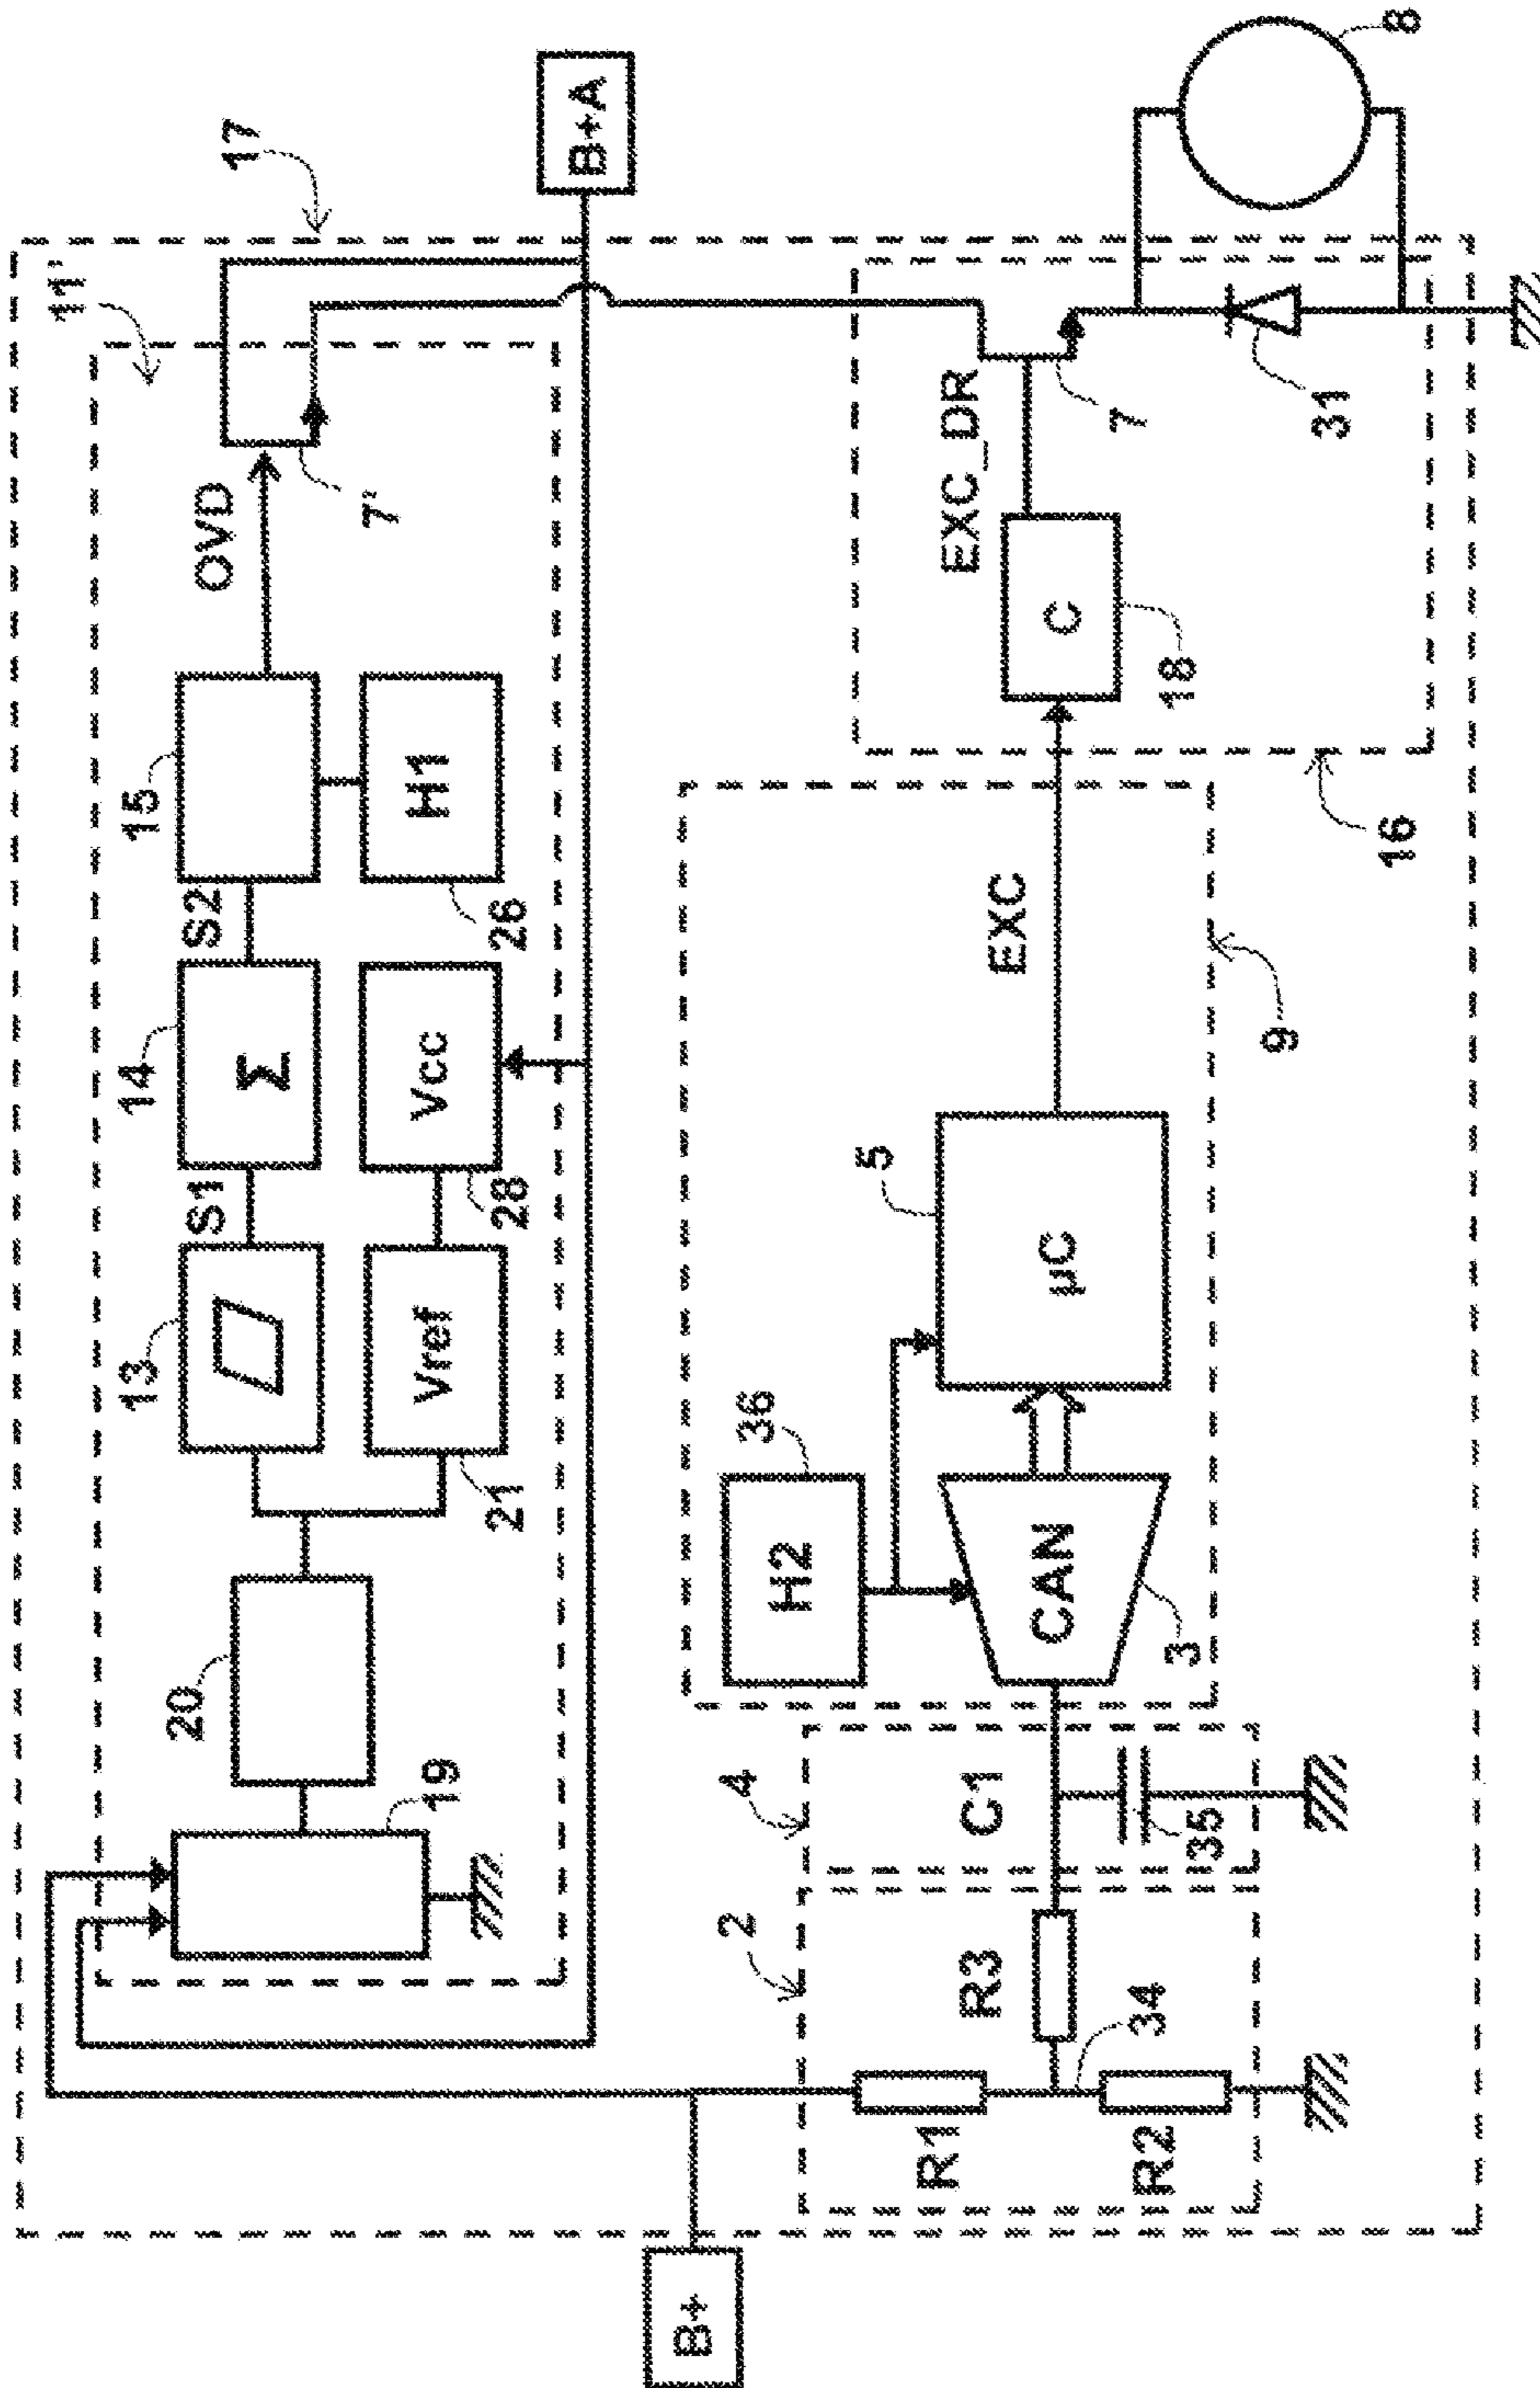 17
11'
15
S2
14
S1
13
20
OVD
Σ
7'
H1
Vcc
Vref
26
28
21
19
B+A
B+
36
H2
5
EXC
EXC_DR
4
2
C1
R3
CAN
µC
C
7
R1
34
35
3
18
R2
9
16
31
8